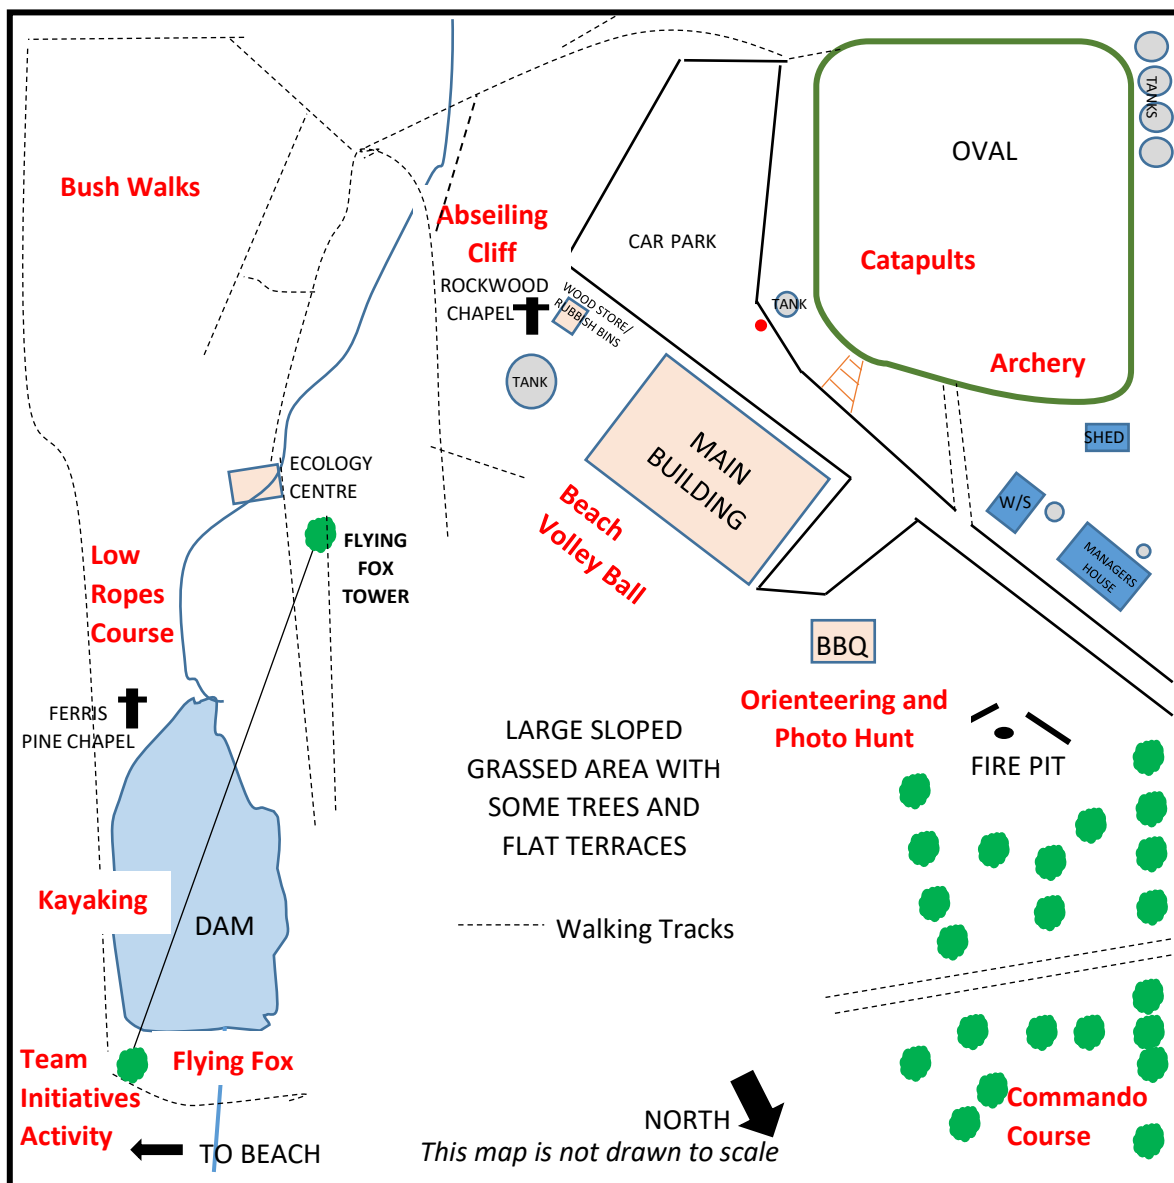 TANKS
OVAL
Bush Walks
Abseiling
Cliff
ROCKWOOD
CHAPEL
CAR PARK
Catapults
WOOD STORE/
RUBBISH BINS
TANK
Archery
TANK
MAIN
BUILDING
SHED
ECOLOGY
CENTRE
W/S
Beach
Volley Ball
FLYING
FOX
TOWER
MANAGERS
HOUSE
Low
Ropes
Course
BBQ
FERRIS
PINE CHAPEL
Orienteering and
Photo Hunt
LARGE SLOPED
GRASSED AREA WITH
SOME TREES AND
FLAT TERRACES
FIRE PIT
Kayaking
DAM
Walking Tracks
Team
Initiatives
Activity
Flying Fox
Commando
Course
NORTH
TO BEACH
This map is not drawn to scale